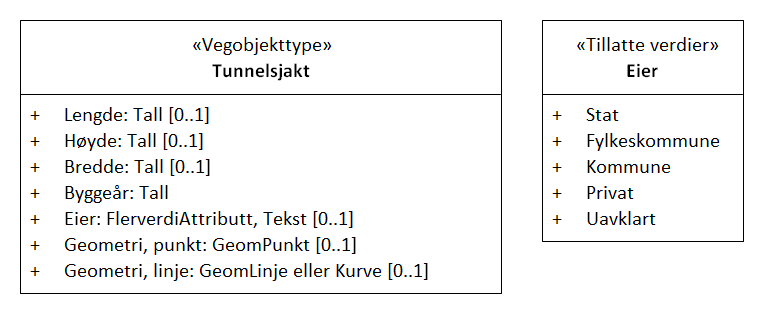 «Vegobjekttype»
Tunnelsjakt
+ Lengde: Tall [0..1]
+ Høyde: Tall [0..1]
+ Bredde: Tall [0..1]
+ Byggeår: Tall
+ Eier: FlerverdiAttributt, Tekst [0..1]
+ Geometri, punkt: GeomPunkt [0..1]
+ Geometri, linje: GeomLinje eller Kurve [0..1]
«Tillatte verdier»
Eier
+ Stat
+ Fylkeskommune
+ Kommune
+ Privat
+ Uavklart